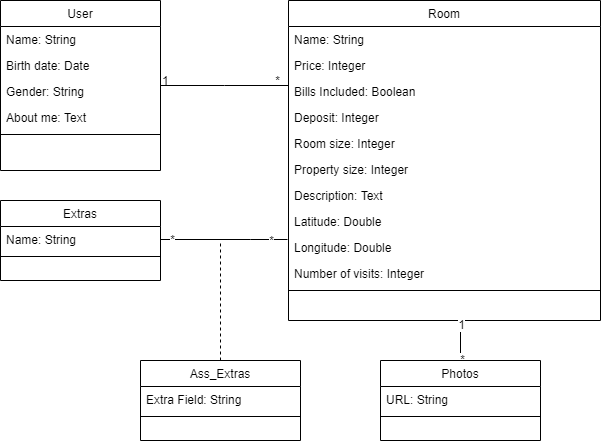 User
Name: String
Birth date: Date
Gender: String
About me: Text
1
*
Room
Name: String
Price: Integer
Bills Included: Boolean
Deposit: Integer
Room size: Integer
Property size: Integer
Description: Text
Latitude: Double
Longitude: Double
Number of visits: Integer
Extras
Name: String
*
*
1
*
Ass_Extras
Extra Field: String
Photos
URL: String